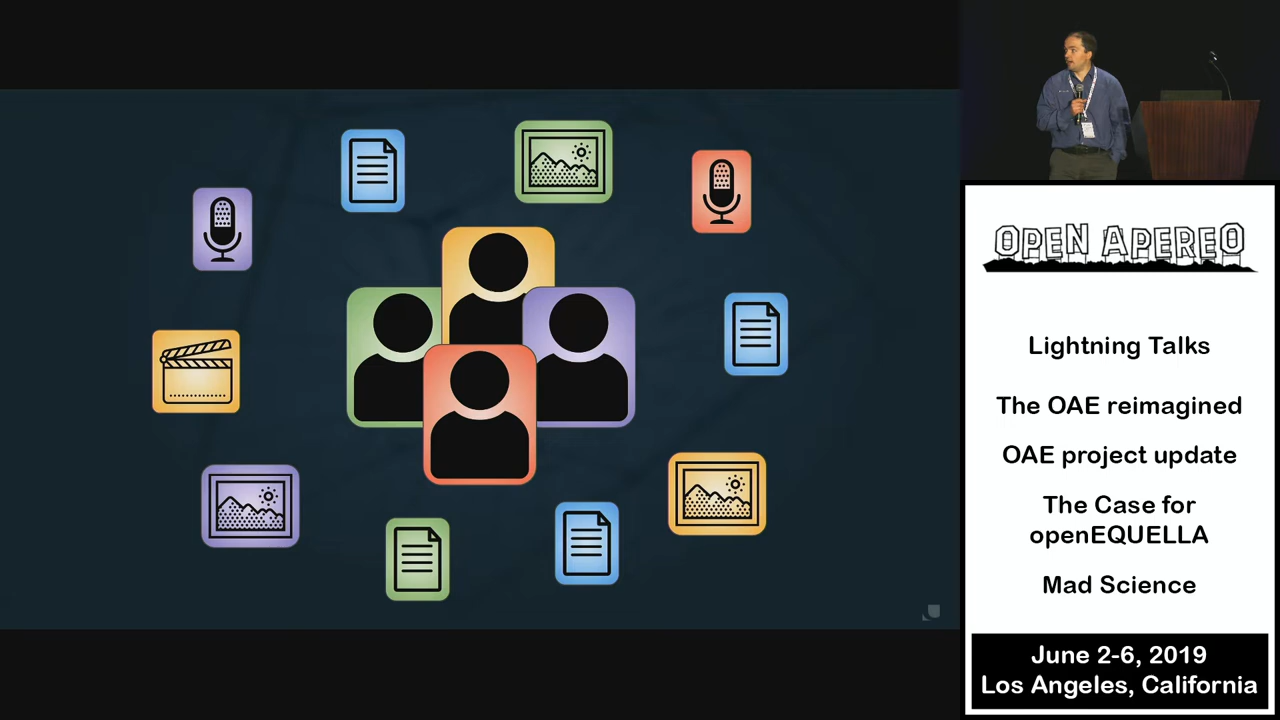 OPEN APEREO
Lightning Talks
The OAE reimagined
OAE project update
The Case for
openEQUELLA
Mad Science
June 2-6, 2019
Los Angeles, California